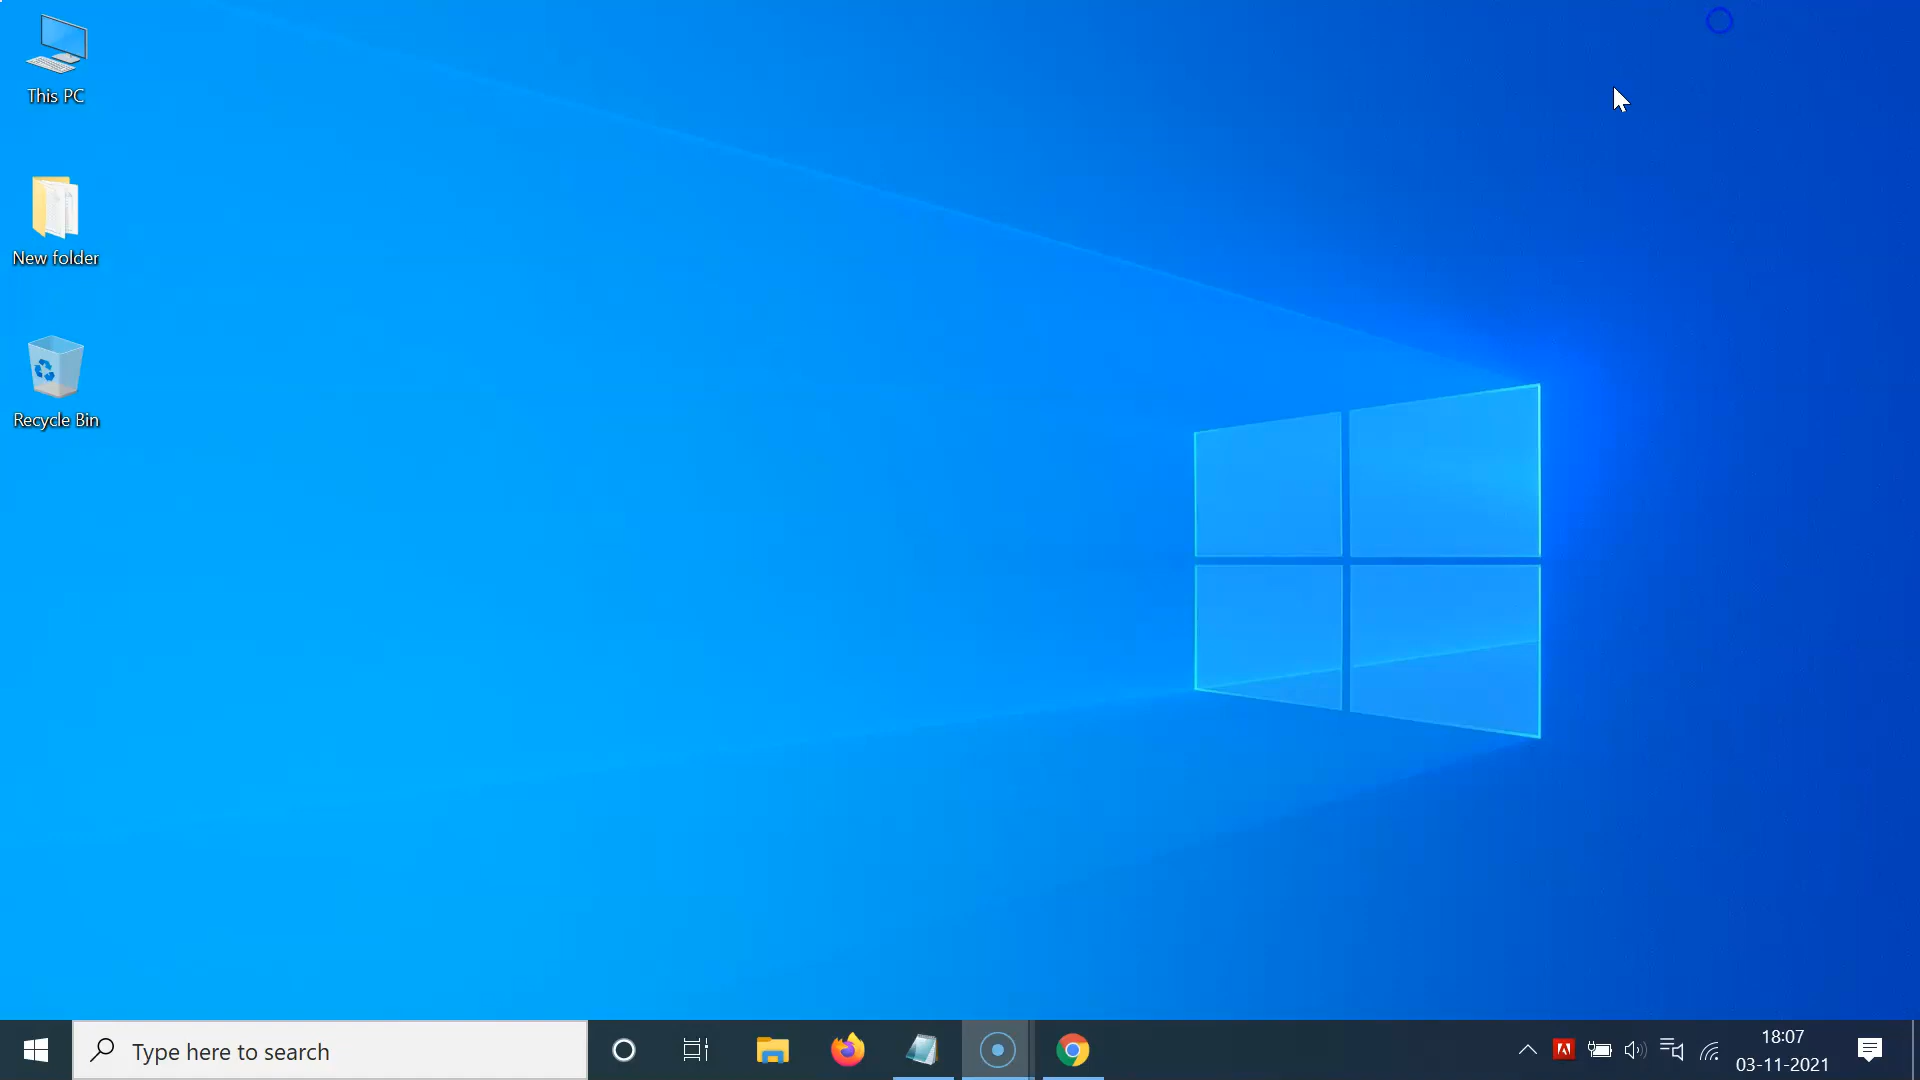 This PC
New folder
Recycle Bin
Type here to search
18:07
03-11-2021